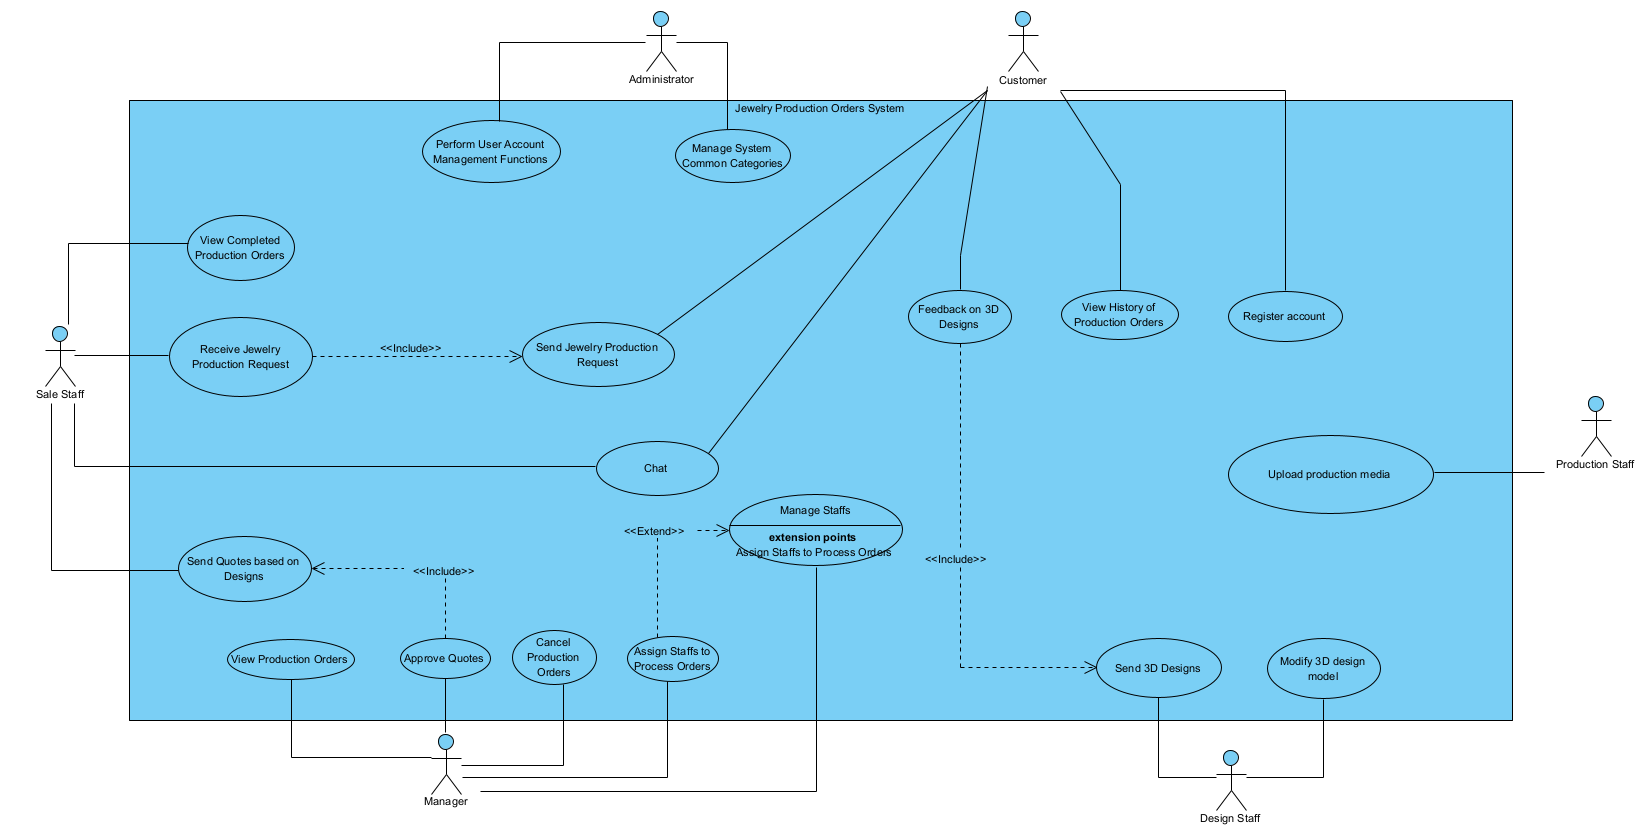 Administrator
Customer
Jewelry Production Orders System
Perform User Account
Management Functions
Manage System
Common Categories
View Completed
Production Orders
Feedback on 3D
Designs
View History of
Production Orders
Register account
Sale Staff
Receive Jewelry
Production Request
<<Include>>
Send Jewelry Production
Request
Production Staff
Chat
Upload production media
Manage Staffs
extension points
Assign Staffs to Process Orders
<<Extend>>
Send Quotes based on
Designs
<<Include>>
<<Include>>
View Production Orders
Approve Quotes
Cancel
Production
Orders
Assign Staffs to
Process Orders
Send 3D Designs
Modify 3D design
model
Manager
Design Staff